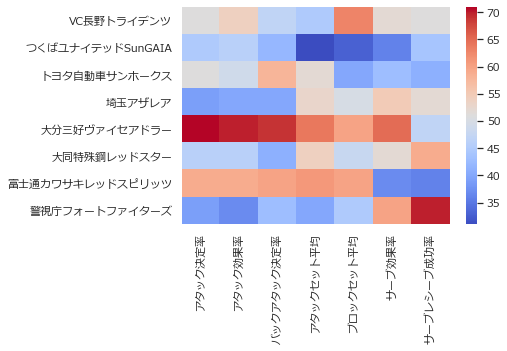 VC長野トライデンツ
つくばユナイテッドSunGAIA
トヨタ自動車サンホークス
埼玉アザレア
大分三好ヴァイセアドラー
大同特殊鋼レッドスター
富士通カワサキレッドスピリッツ
警視庁フォートファイターズ
アタック決定率
アタック効果率
バックアタック決定率
アタックセット平均
ブロックセット平均
サーブ効果率
サーブレシーブ成功率
70
65
60
55
50
45
40
35